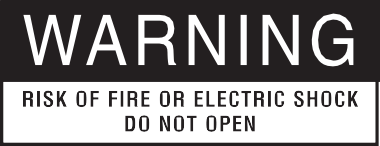 WARNING
RISK OF FIRE OR ELECTRIC SHOCK
DO NOT OPEN